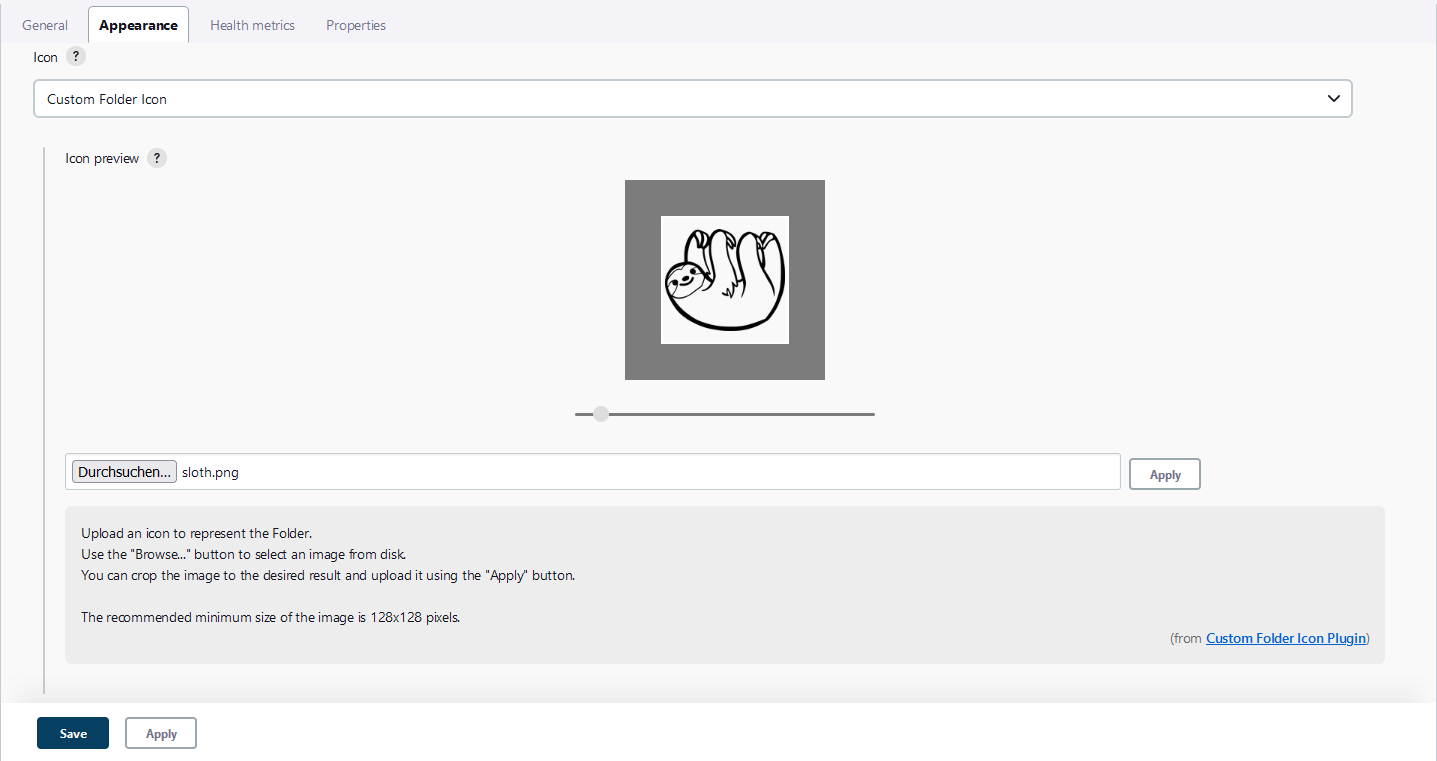 General Appearance Health metrics Properties
Icon ?
Custom Folder Icon
Icon preview ?
Durchsuchen... sloth.png Apply
Upload an icon to represent the Folder.
Use the "Browse..." button to select an image from disk.
You can crop the image to the desired result and upload it using the "Apply" button.
The recommended minimum size of the image is 128x128 pixels.
(from Custom Folder Icon Plugin)
Save Apply